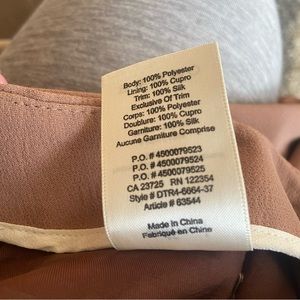 Body: 100% Polyester
Lining: 100% Cupro
Trim: 100% Silk
Exclusive Of Trim
Corps: 100% Polyester
Doublure: 100% Cupro
Garniture: 100% Silk
Aucune Garniture Comprise
P.O. # 4500079523
P.O. # 4500079524
P.O. # 4500079525
CA 23725 RN 122354
Style # DTR4-6664-37
Article # 63544
Made In China
Fabriqué en Chine